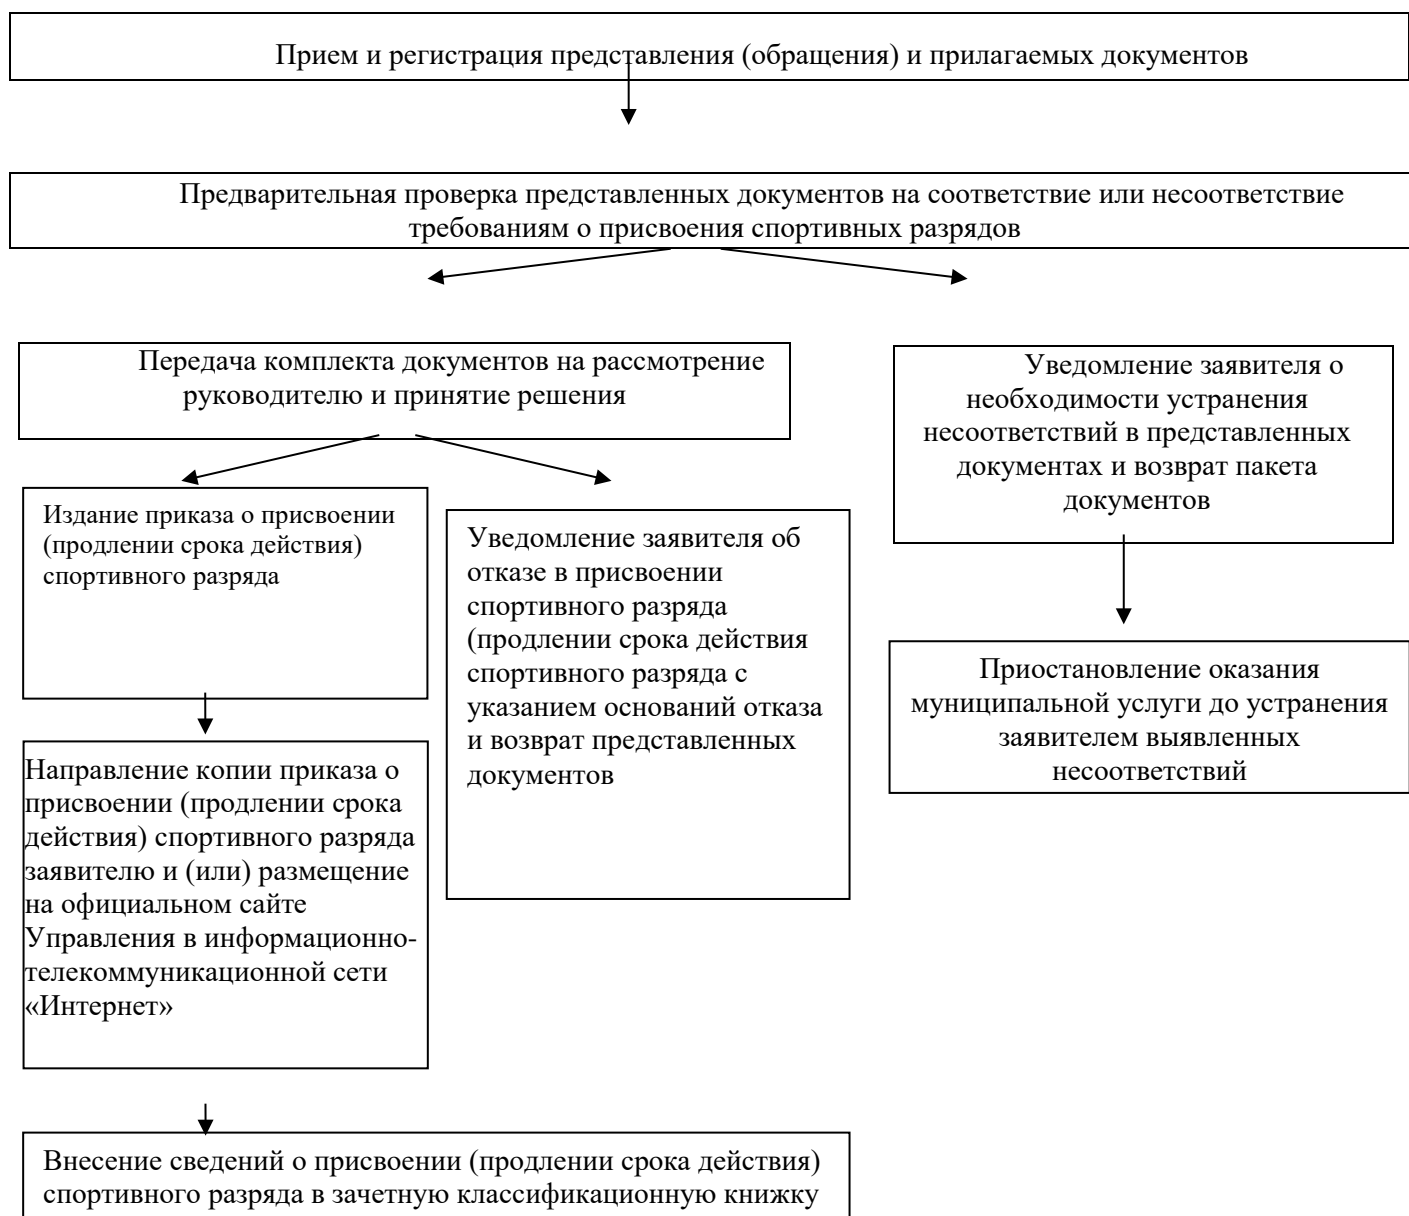 Прием и регистрация представления (обращения) и прилагаемых документов
Предварительная проверка представленных документов на соответствие или несоответствие
требованиям о присвоения спортивных разрядов
Передача комплекта документов на рассмотрение
руководителю и принятие решения
Уведомление заявителя о
необходимости устранения
несоответствий в представленных
документах и возврат пакета
документов
Издание приказа о присвоении
(продлении срока действия)
спортивного разряда
Уведомление заявителя об
отказе в присвоении
спортивного разряда
(продлении срока действия
спортивного разряда с
указанием оснований отказа
и возврат представленных
документов
Приостановление оказания
муниципальной услуги до устранения
заявителем выявленных
несоответствий
Направление копии приказа о
присвоении (продлении срока
действия) спортивного разряда
заявителю и (или) размещение
на официальном сайте
Управления в информационно-
телекоммуникационной сети
«Интернет»
Внесение сведений о присвоении (продлении срока действия)
спортивного разряда в зачетную классификационную книжку